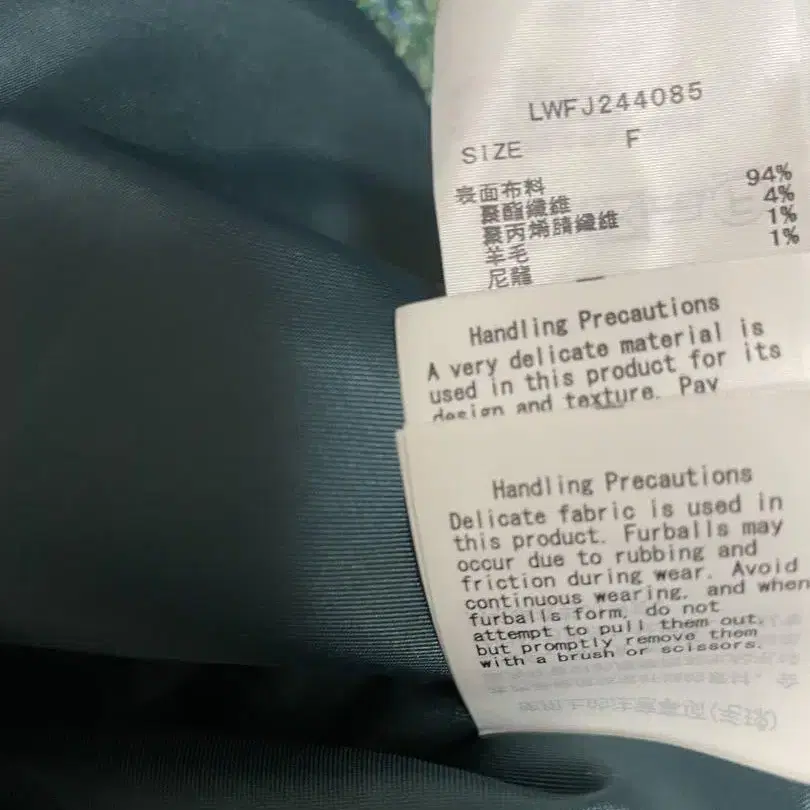 LWFJ244085
SIZE F
表面布料
聚酯纖維 94%
聚丙烯腈纖維 4%
羊毛 1%
尼龍 1%
Handling Precautions
A very delicate material is
used in this product for its
design and texture. Pay
Handling Precautions
Delicate fabric is used in
this product. Furballs may
occur due to rubbing and
friction during wear. Avoid
continuous wearing, and when
furballs form, do not
attempt to pull them out,
but promptly remove them
with a brush or scissors.